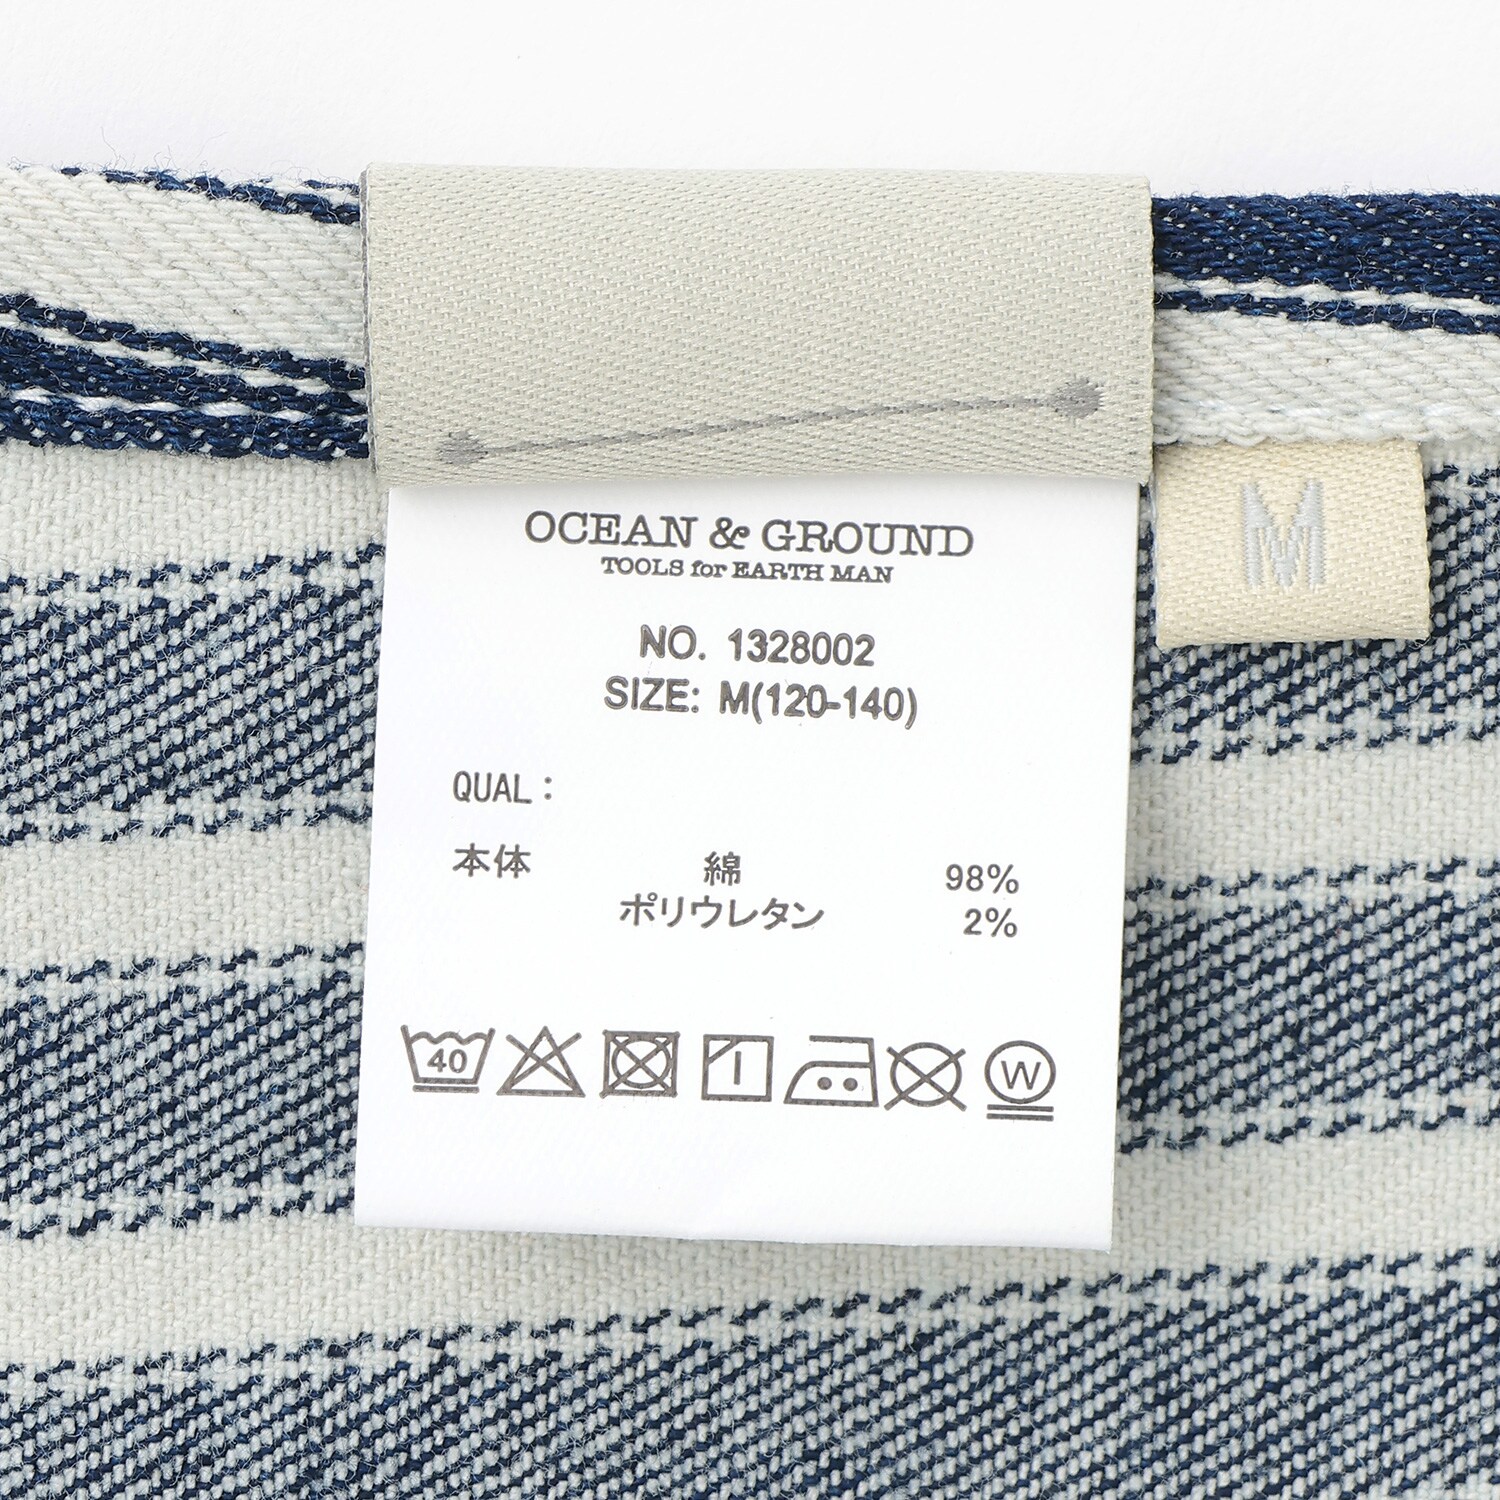 OCEAN & GROUND
TOOLS for EARTH MAN
M
NO. 1328002
SIZE: M(120-140)
QUAL :
本体 綿 98%
ポリウレタン 2%
40
W